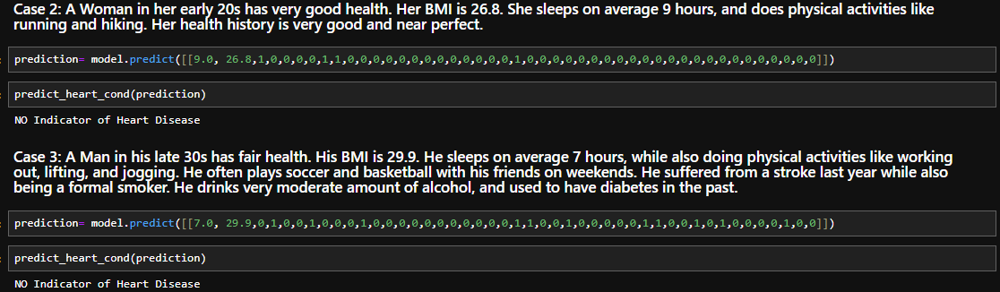 Case 2: A Woman in her early 20s has very good health. Her BMI is 26.8. She sleeps on average 9 hours, and does physical activities like
running and hiking. Her health history is very good and near perfect.
prediction= model.predict([[9.0, 26.8,1,0,0,0,0,1,1,0,0,0,0,0,0,0,0,0,0,0,0,0,1,0,0,0,0,0,0,0,0,0,0,0,0,0,0,0,0,0,0,0,0,0,0,0]])
predict_heart_cond(prediction)
NO Indicator of Heart Disease
Case 3: A Man in his late 30s has fair health. His BMI is 29.9. He sleeps on average 7 hours, while also doing physical activities like working
out, lifting, and jogging. He often plays soccer and basketball with his friends on weekends. He suffered from a stroke last year while also
being a formal smoker. He drinks very moderate amount of alcohol, and used to have diabetes in the past.
prediction= model.predict([[7.0, 29.9,0,1,0,0,1,0,0,0,1,0,0,0,0,0,0,0,0,0,0,0,1,1,0,0,1,0,0,0,0,0,1,1,0,0,1,0,1,0,0,0,0,1,0,0]])
predict_heart_cond(prediction)
NO Indicator of Heart Disease